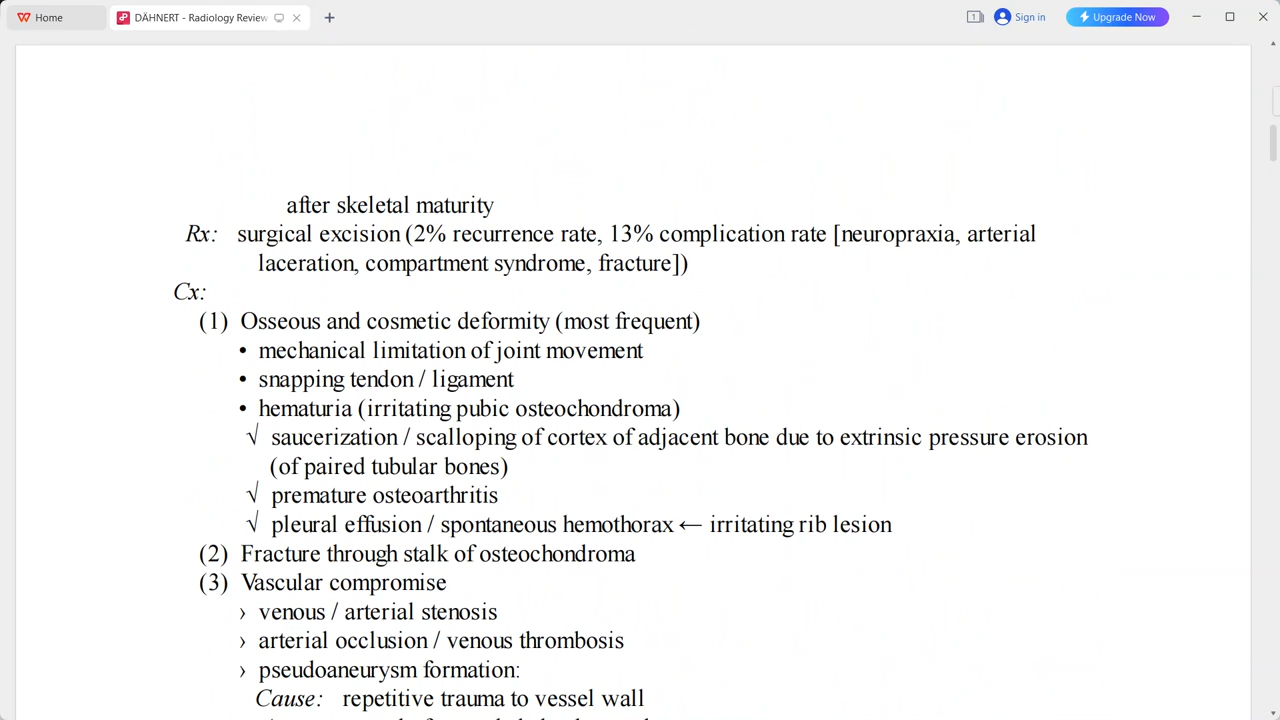 Home
DÄHNERT - Radiology Review
1
Sign in
Upgrade Now
after skeletal maturity
Rx: surgical excision (2% recurrence rate, 13% complication rate [neuropraxia, arterial
laceration, compartment syndrome, fracture])
Cx:
(1) Osseous and cosmetic deformity (most frequent)
• mechanical limitation of joint movement
• snapping tendon / ligament
• hematuria (irritating pubic osteochondroma)
√ saucerization / scalloping of cortex of adjacent bone due to extrinsic pressure erosion
(of paired tubular bones)
√ premature osteoarthritis
√ pleural effusion / spontaneous hemothorax ← irritating rib lesion
(2) Fracture through stalk of osteochondroma
(3) Vascular compromise
› venous / arterial stenosis
› arterial occlusion / venous thrombosis
› pseudoaneurysm formation:
Cause: repetitive trauma to vessel wall